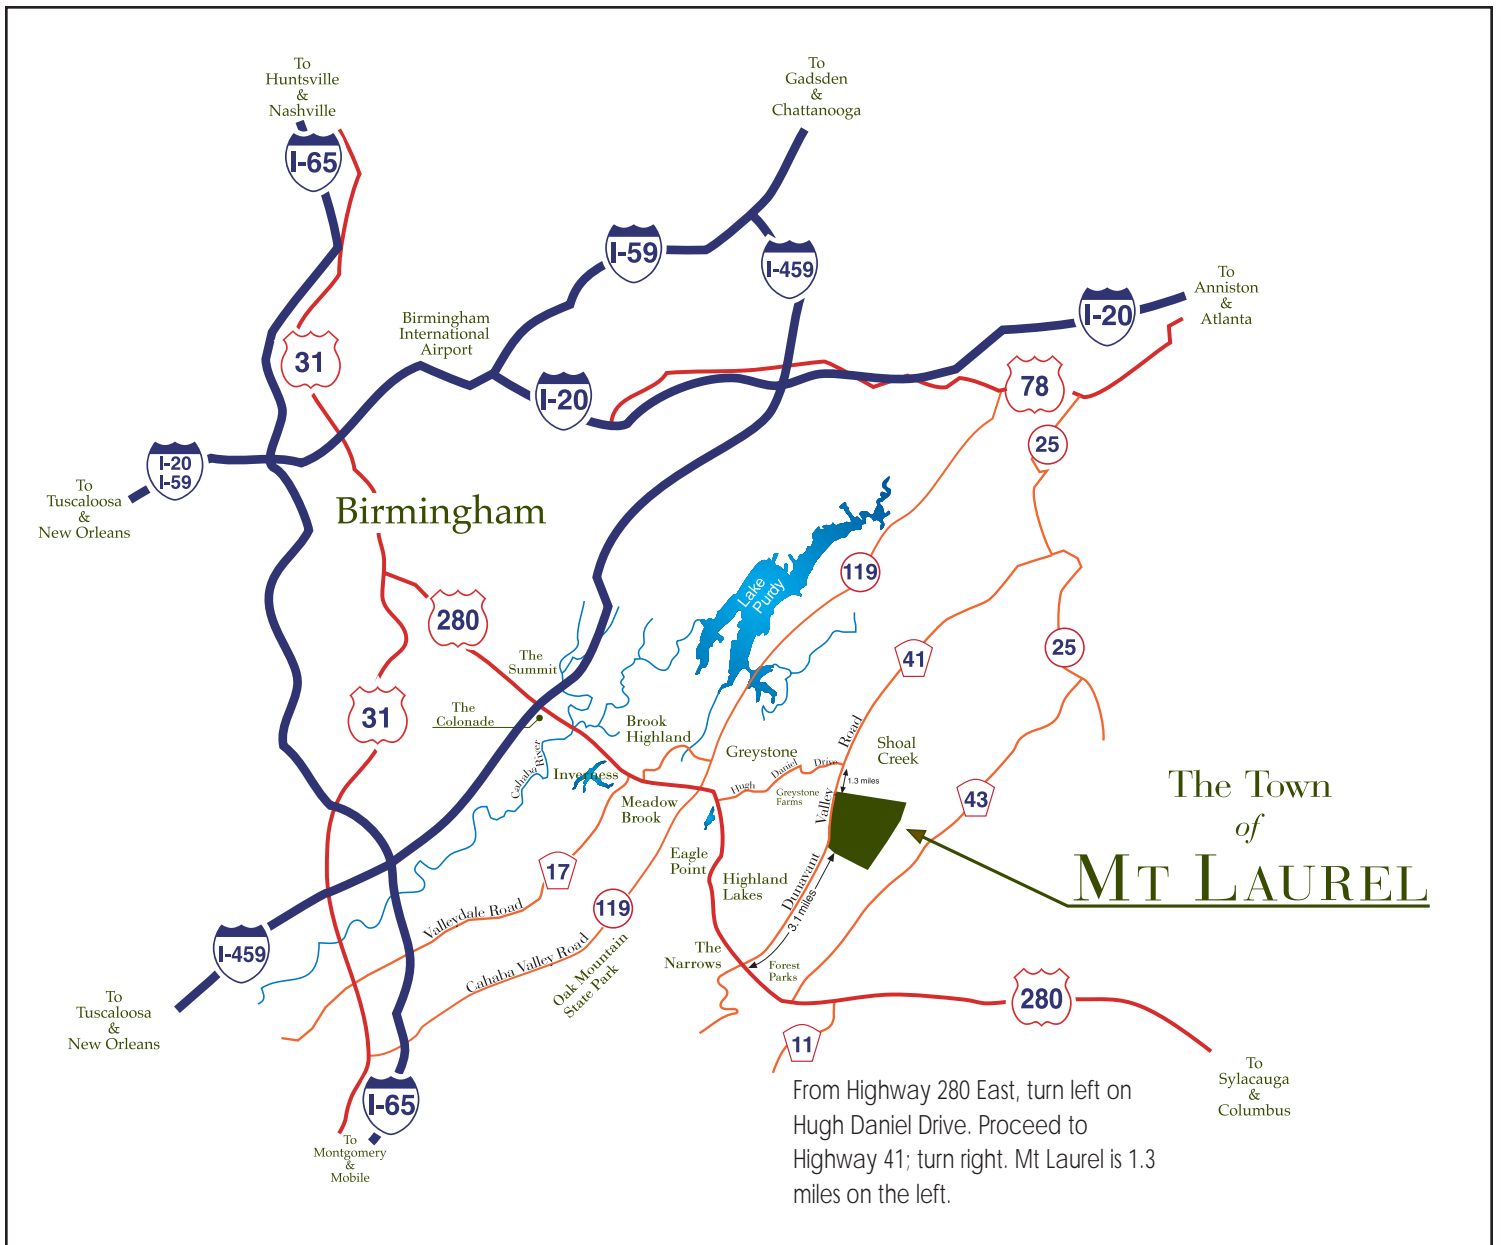 To
Huntsville
&
Nashville
I-65
To
Gadsden
&
Chattanooga
I-59
I-459
To
Anniston
&
Atlanta
I-20
Birmingham
International
Airport
31
I-20
78
25
I-20
I-59
To
Tuscaloosa
&
New Orleans
Birmingham
Lake
Purdy
119
280
41
25
The
Summit
31
The
Colonade
Brook
Highland
Cahaba River
Inverness
Greystone
Hugh Daniel Drive
Shoal
Creek
1.3 miles
Greystone
Farms
Meadow
Brook
Dunavant Valley Road
43
The Town
of
MT LAUREL
Eagle
Point
17
Highland
Lakes
3.1 miles
119
Valleydale Road
Cahaba Valley Road
Oak Mountain
State Park
The
Narrows
Forest
Parks
I-459
To
Tuscaloosa
&
New Orleans
280
11
To
Sylacauga
&
Columbus
I-65
To
Montgomery
&
Mobile
From Highway 280 East, turn left on
Hugh Daniel Drive. Proceed to
Highway 41; turn right. Mt Laurel is 1.3
miles on the left.